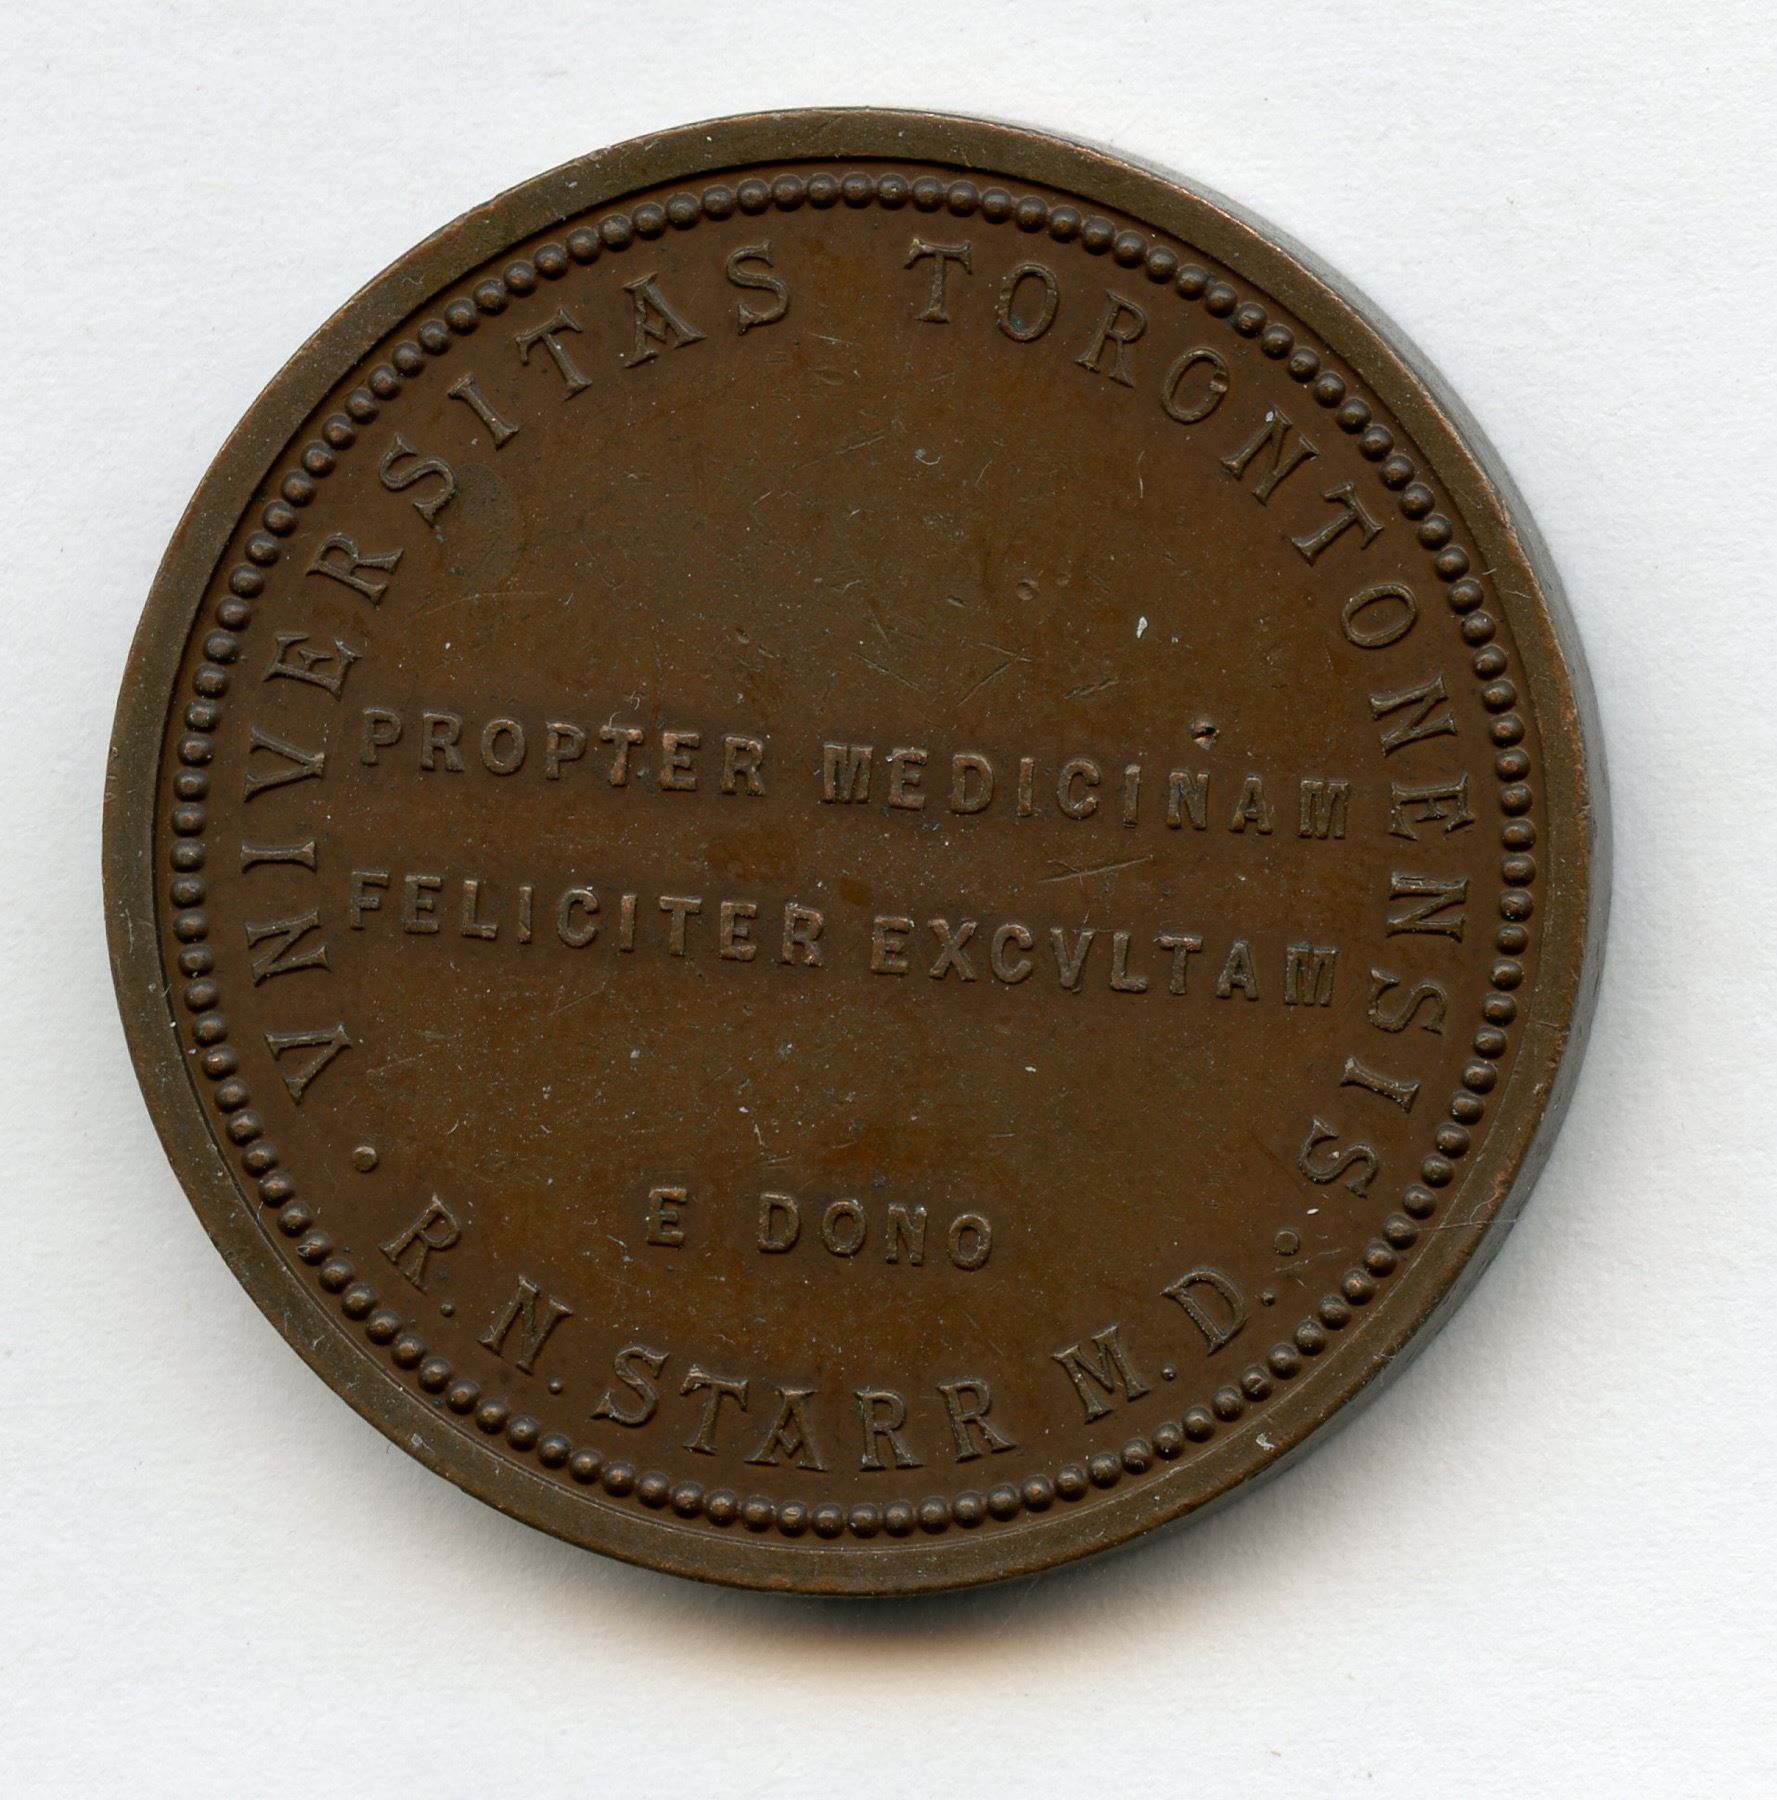 VNIVERSITAS TORONTONENSIS
PROPTER MEDICINAM
FELICITER EXCVLTAM
E DONO
· R. N. STARR M. D. ·